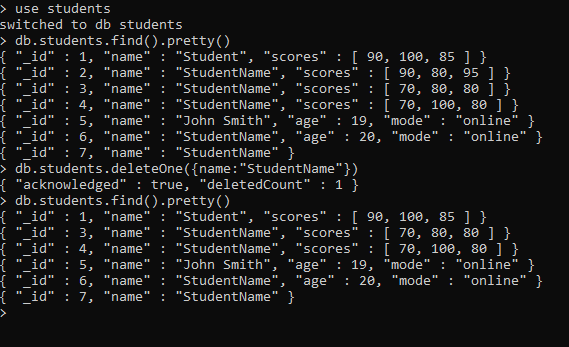 > use students
switched to db students
> db.students.find().pretty()
{ "_id" : 1, "name" : "Student", "scores" : [ 90, 100, 85 ] }
{ "_id" : 2, "name" : "StudentName", "scores" : [ 90, 80, 95 ] }
{ "_id" : 3, "name" : "StudentName", "scores" : [ 70, 80, 80 ] }
{ "_id" : 4, "name" : "StudentName", "scores" : [ 70, 100, 80 ] }
{ "_id" : 5, "name" : "John Smith", "age" : 19, "mode" : "online" }
{ "_id" : 6, "name" : "StudentName", "age" : 20, "mode" : "online" }
{ "_id" : 7, "name" : "StudentName" }
> db.students.deleteOne({name:"StudentName"})
{ "acknowledged" : true, "deletedCount" : 1 }
> db.students.find().pretty()
{ "_id" : 1, "name" : "Student", "scores" : [ 90, 100, 85 ] }
{ "_id" : 3, "name" : "StudentName", "scores" : [ 70, 80, 80 ] }
{ "_id" : 4, "name" : "StudentName", "scores" : [ 70, 100, 80 ] }
{ "_id" : 5, "name" : "John Smith", "age" : 19, "mode" : "online" }
{ "_id" : 6, "name" : "StudentName", "age" : 20, "mode" : "online" }
{ "_id" : 7, "name" : "StudentName" }
>